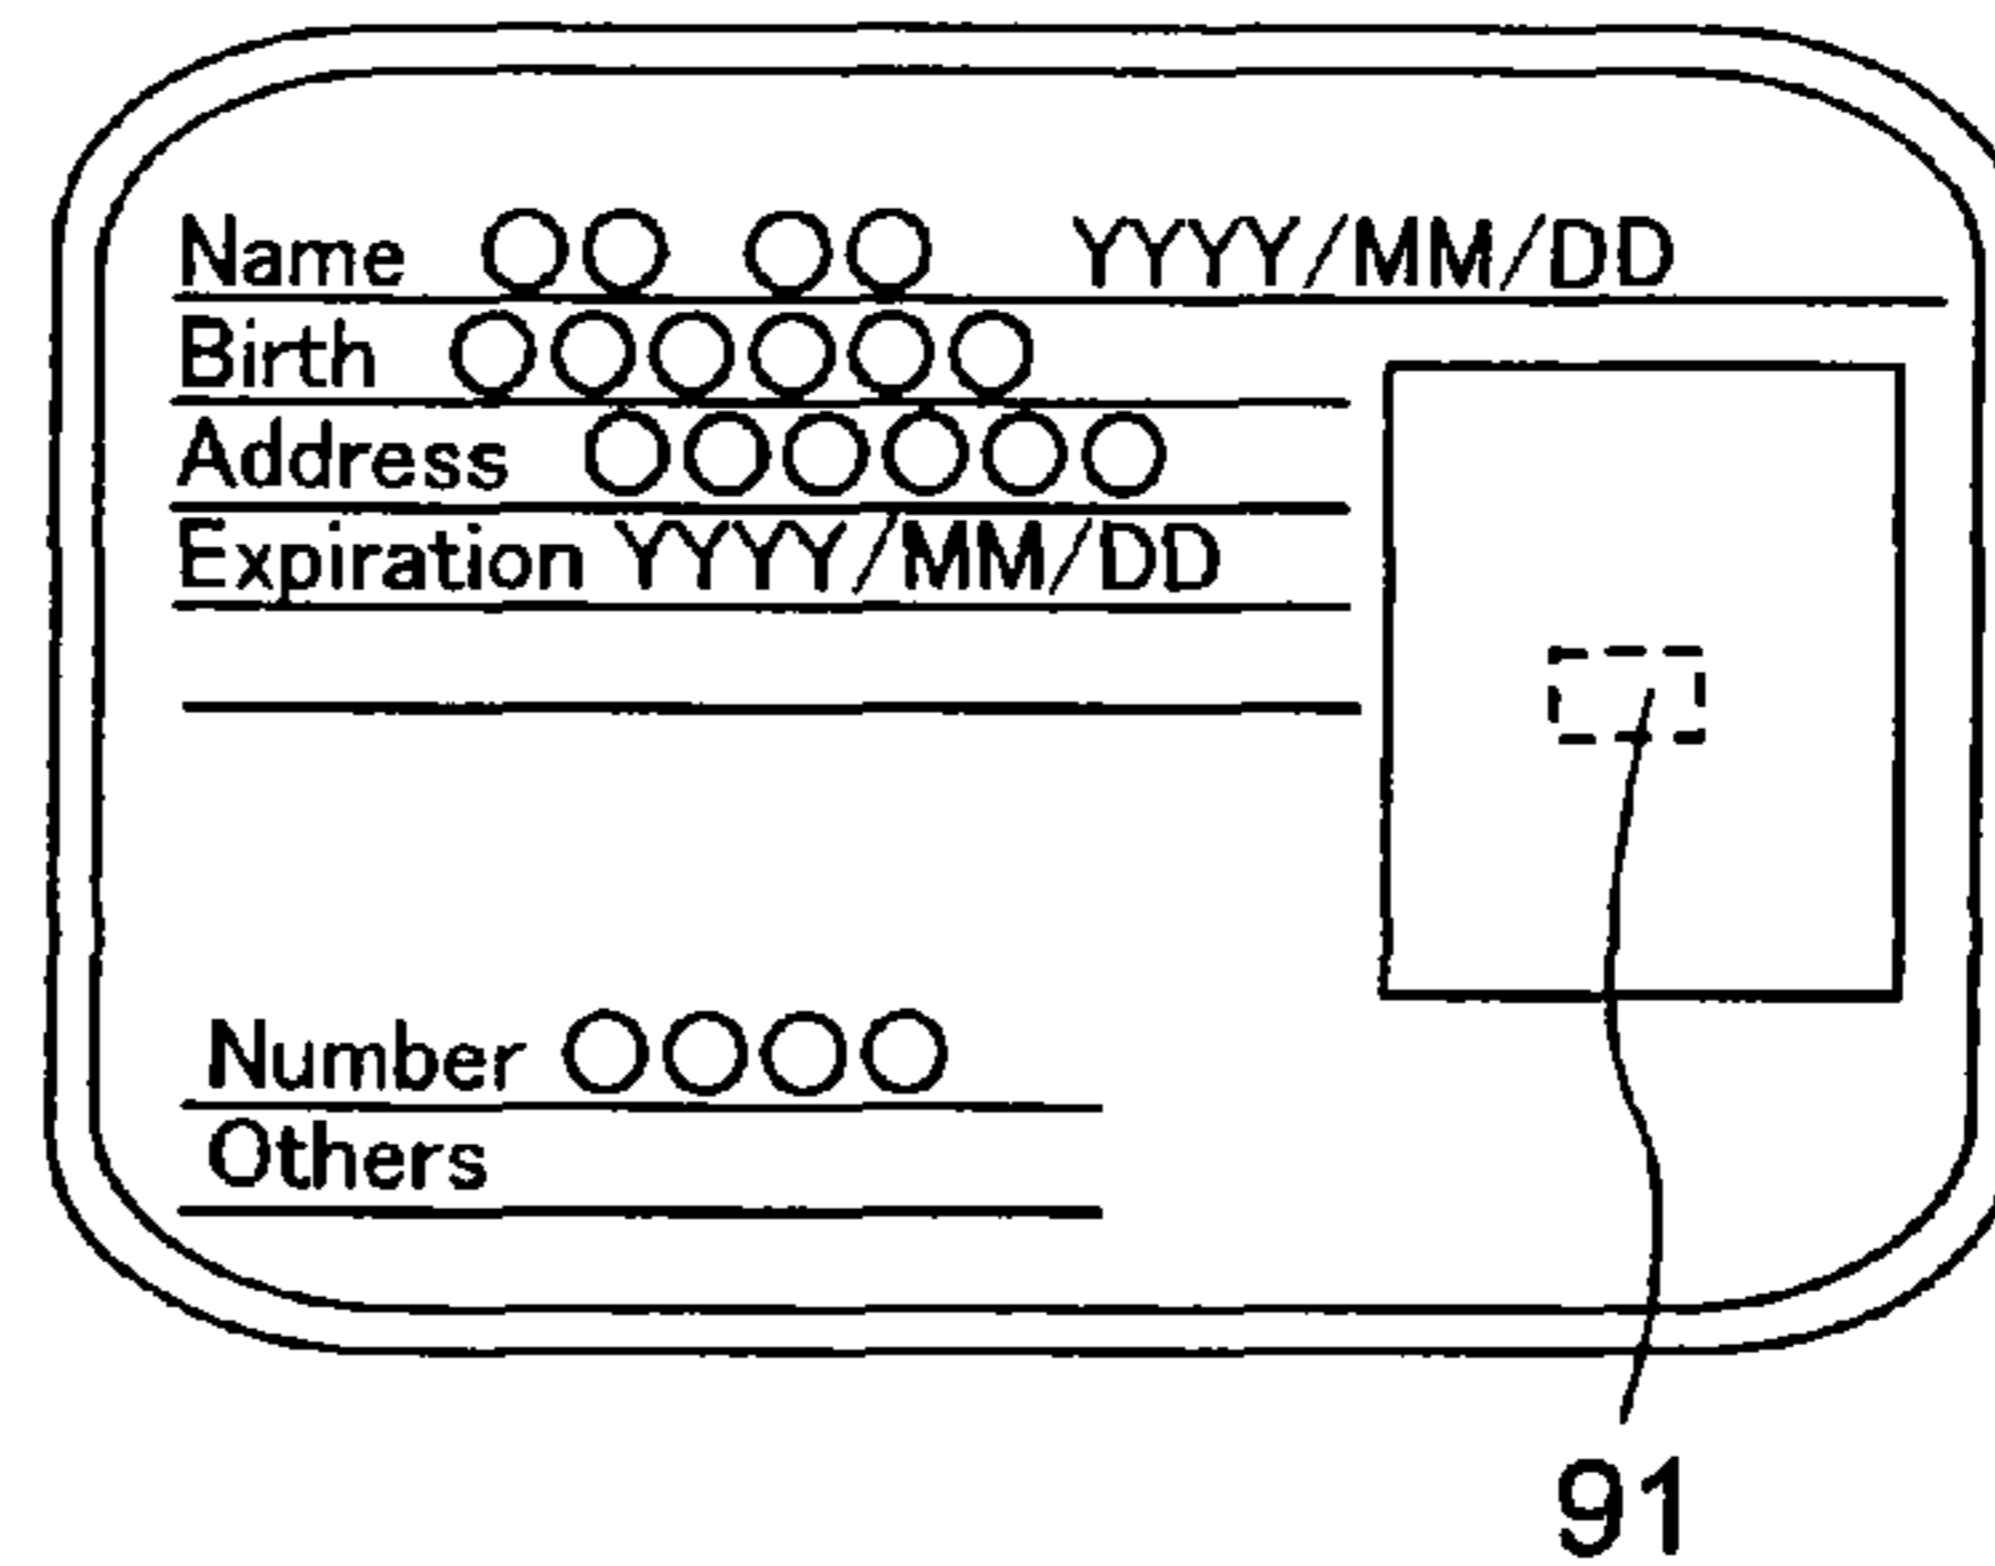 Name ○○ ○○ YYYY/MM/DD
Birth ○○○○○○
Address ○○○○○○
Expiration YYYY/MM/DD
Number ○○○○
Others
91